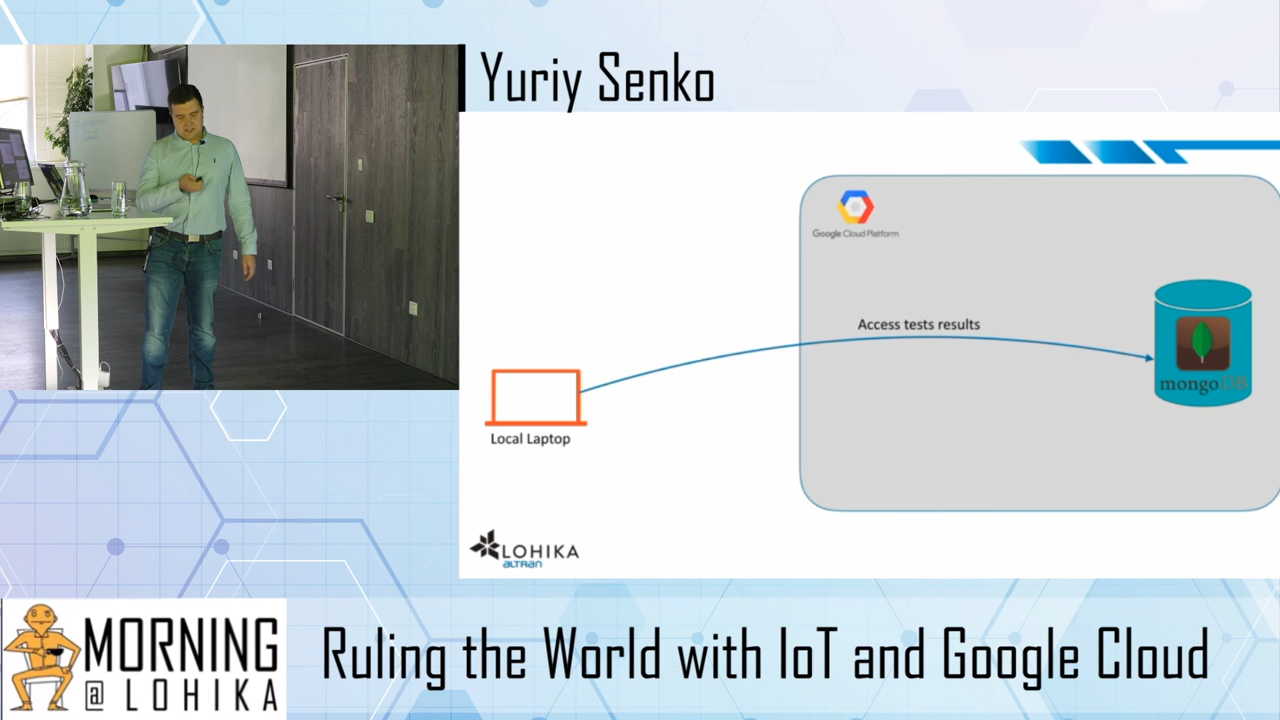 Yuriy Senko
Google Cloud Platform
Access tests results
mongoDB
Local Laptop
LOHIKA
altran
MORNING
@ LOHIKA
Ruling the World with IoT and Google Cloud